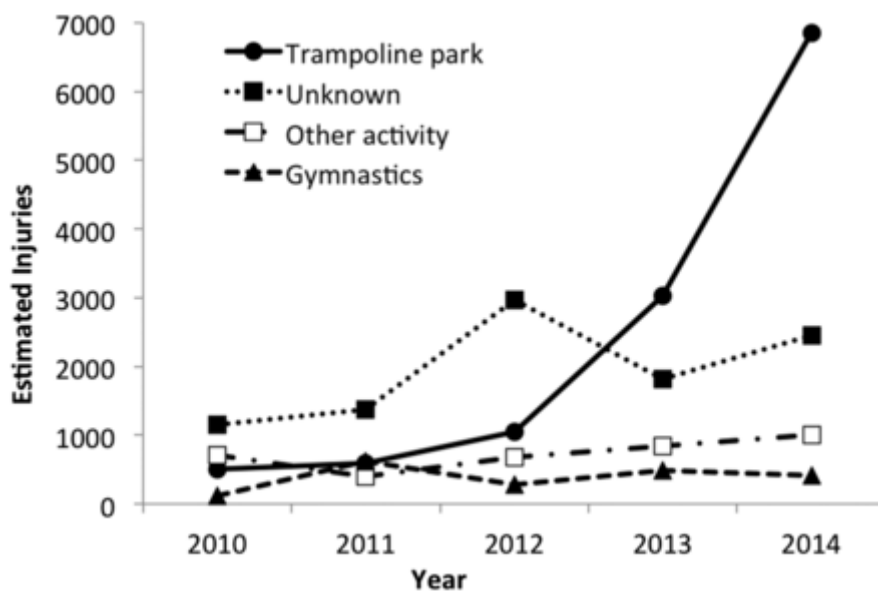 7000
6000
5000
4000
3000
2000
1000
0
Estimated Injuries
Trampoline park
Unknown
Other activity
Gymnastics
2010 2011 2012 2013 2014
Year